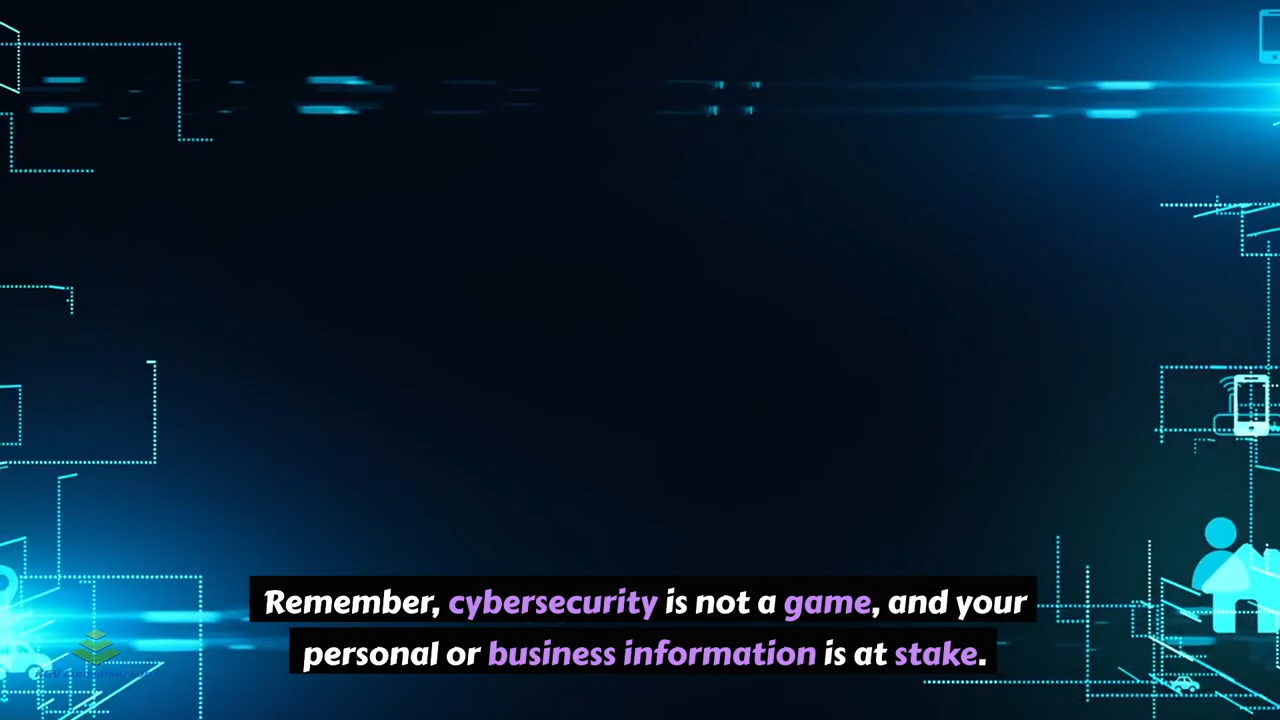 Remember, cybersecurity is not a game, and your
personal or business information is at stake.